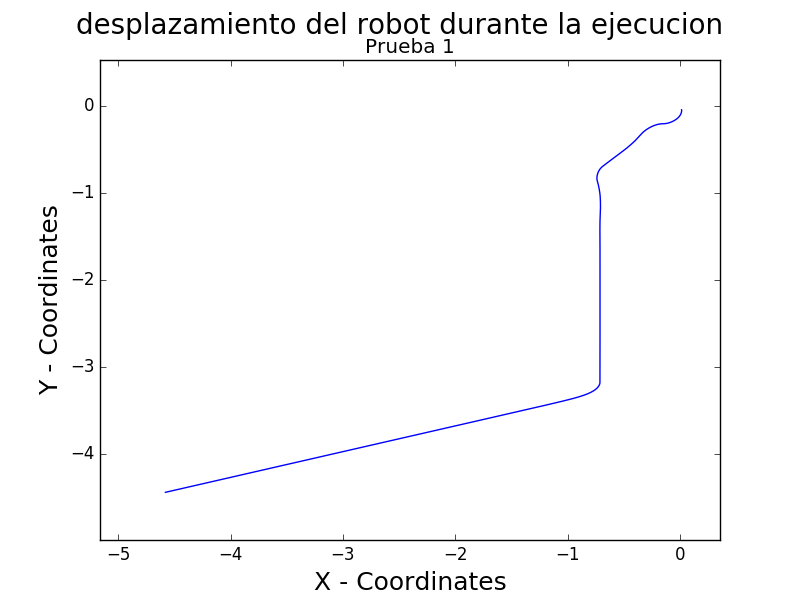 desplazamiento del robot durante la ejecucion
Prueba 1
0
−1
−2
−3
−4
Y - Coordinates
−5 −4 −3 −2 −1 0
X - Coordinates